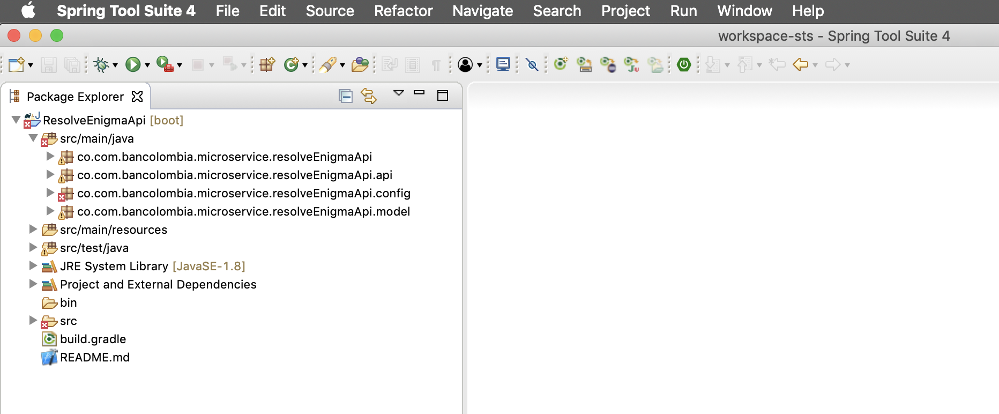 Spring Tool Suite 4 File Edit Source Refactor Navigate Search Project Run Window Help
workspace-sts - Spring Tool Suite 4
Package Explorer
ResolveEnigmaApi [boot]
src/main/java
co.com.bancolombia.microservice.resolveEnigmaApi
co.com.bancolombia.microservice.resolveEnigmaApi.api
co.com.bancolombia.microservice.resolveEnigmaApi.config
co.com.bancolombia.microservice.resolveEnigmaApi.model
src/main/resources
src/test/java
JRE System Library [JavaSE-1.8]
Project and External Dependencies
bin
src
build.gradle
README.md